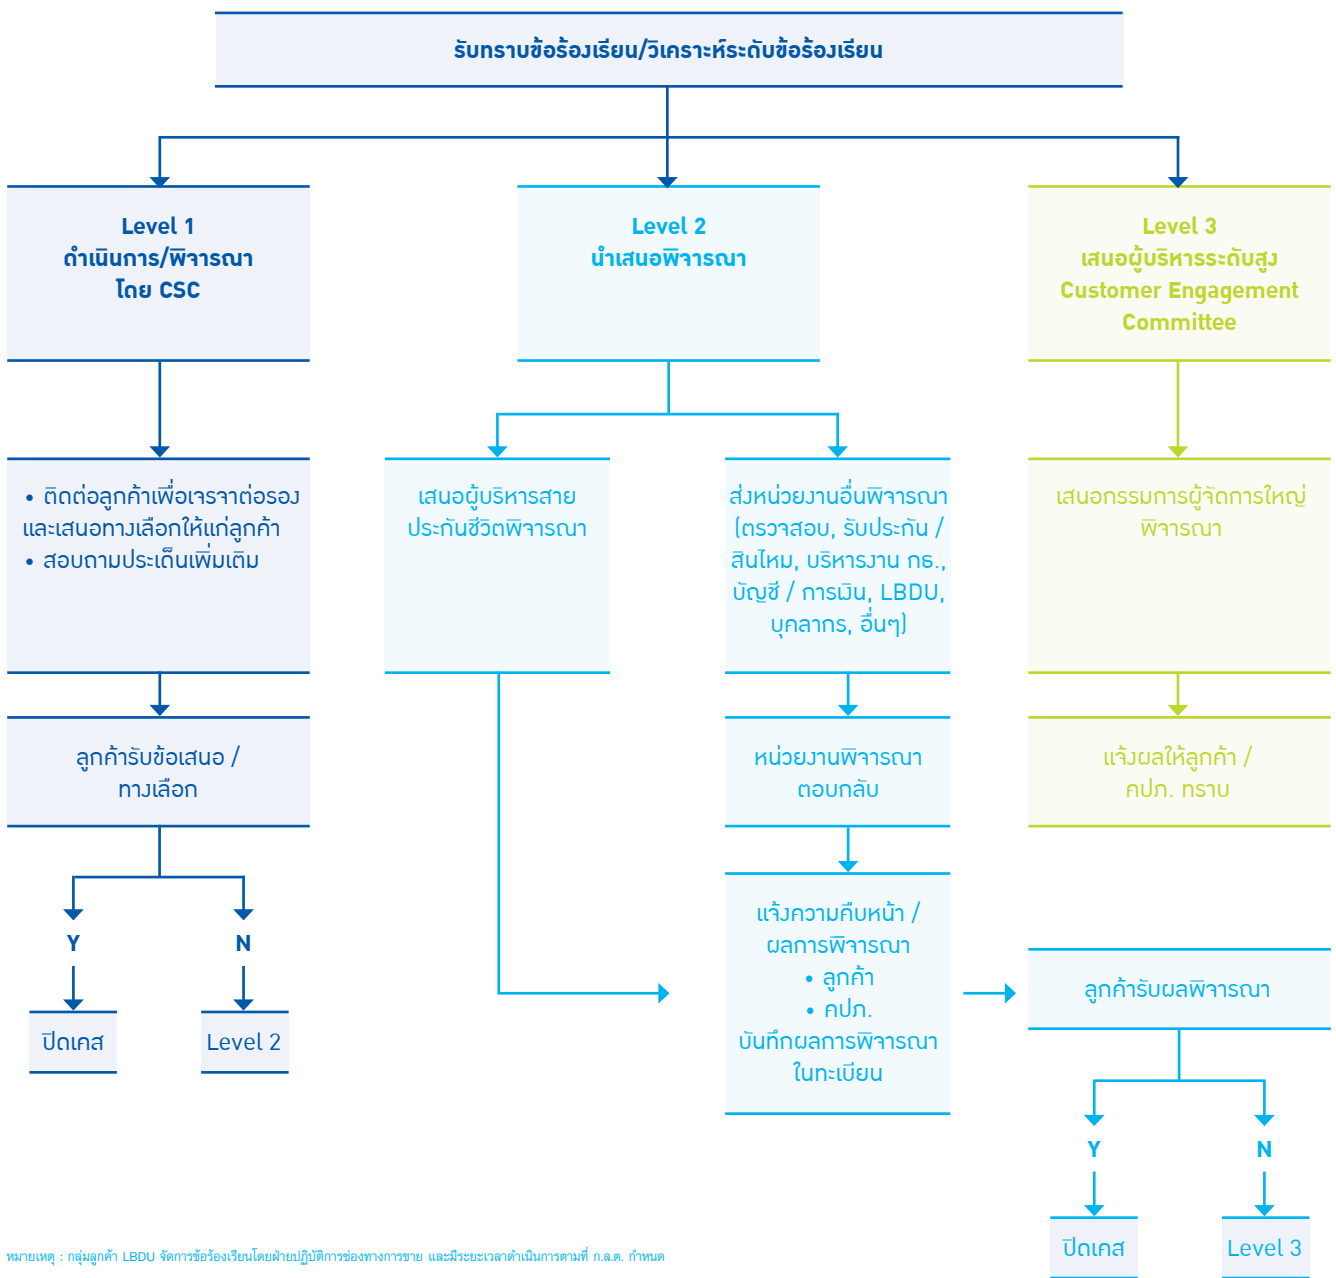 รับทราบข้อร้องเรียน/วิเคราะห์ระดับข้อร้องเรียน
Level 1
ดำเนินการ/พิจารณา
โดย CSC
Level 2
นำเสนอพิจารณา
Level 3
เสนอผู้บริหารระดับสูง
Customer Engagement
Committee
• ติดต่อลูกค้าเพื่อเจรจาต่อรอง
และเสนอทางเลือกให้แก่ลูกค้า
• สอบถามประเด็นเพิ่มเติม
เสนอผู้บริหารสาย
ประกันชีวิตพิจารณา
ส่งหน่วยงานอื่นพิจารณา
(ตรวจสอบ, รับประกัน /
สินไหม, บริหารงาน กธ.,
บัญชี / การเงิน, LBDU,
บุคลากร, อื่นๆ)
เสนอกรรมการผู้จัดการใหญ่
พิจารณา
ลูกค้ารับข้อเสนอ /
ทางเลือก
หน่วยงานพิจารณา
ตอบกลับ
แจ้งผลให้ลูกค้า /
คปภ. ทราบ
Y
N
ปิดเคส
Level 2
แจ้งความคืบหน้า /
ผลการพิจารณา
• ลูกค้า
• คปภ.
บันทึกผลการพิจารณา
ในทะเบียน
ลูกค้ารับผลพิจารณา
Y
N
ปิดเคส
Level 3
หมายเหตุ : กลุ่มลูกค้า LBDU จัดการข้อร้องเรียนโดยฝ่ายปฏิบัติการช่องทางการขาย และมีระยะเวลาดำเนินการตามที่ ก.ล.ต. กำหนด